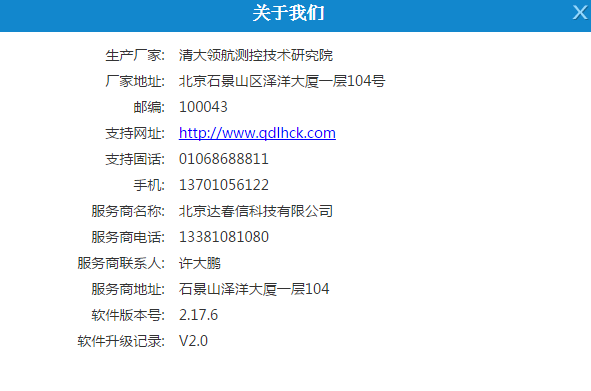 关于我们
X
生产厂家: 清大领航测控技术研究院
厂家地址: 北京石景山区泽洋大厦一层104号
邮编: 100043
支持网址: http://www.qdlhck.com
支持固话: 01068688811
手机: 13701056122
服务商名称: 北京达春信科技有限公司
服务商电话: 13381081080
服务商联系人: 许大鹏
服务商地址: 石景山泽洋大厦一层104
软件版本号: 2.17.6
软件升级记录: V2.0